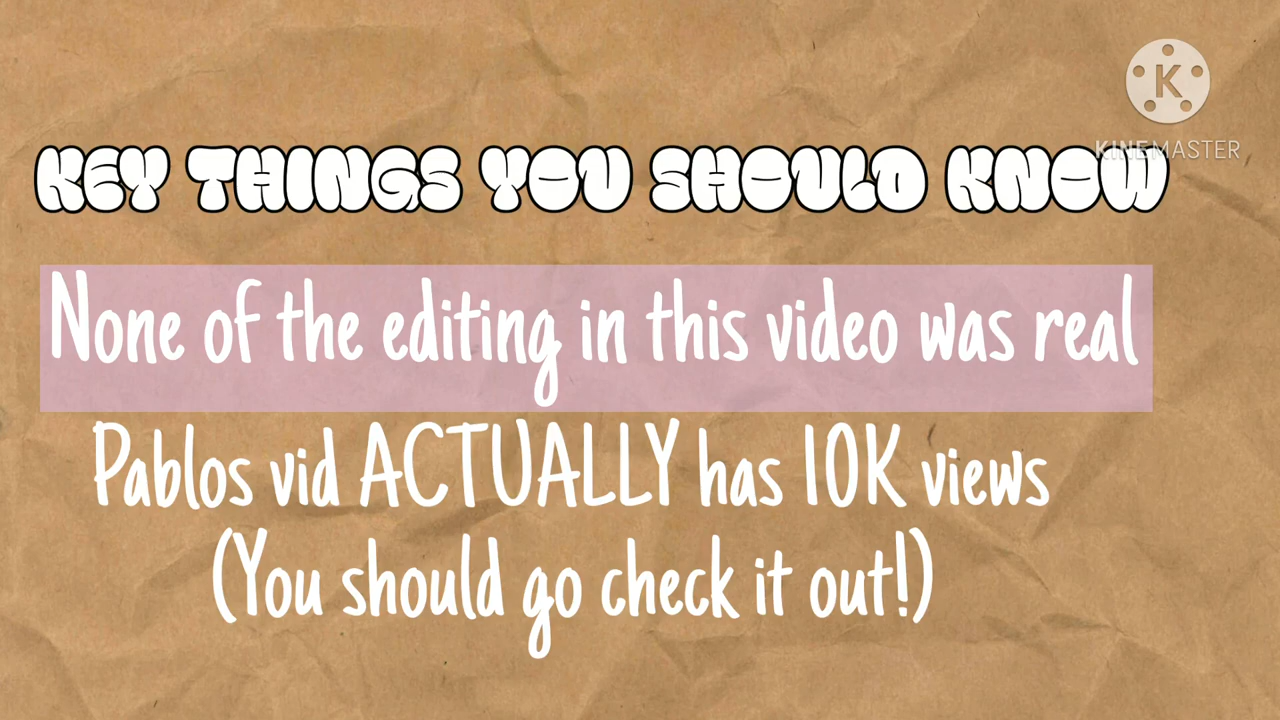 K
KINEMASTER
KEY THINGS YOU SHOULD KNOW
None of the editing in this video was real
Pablos vid ACTUALLY has 10K views
(You should go check it out!)